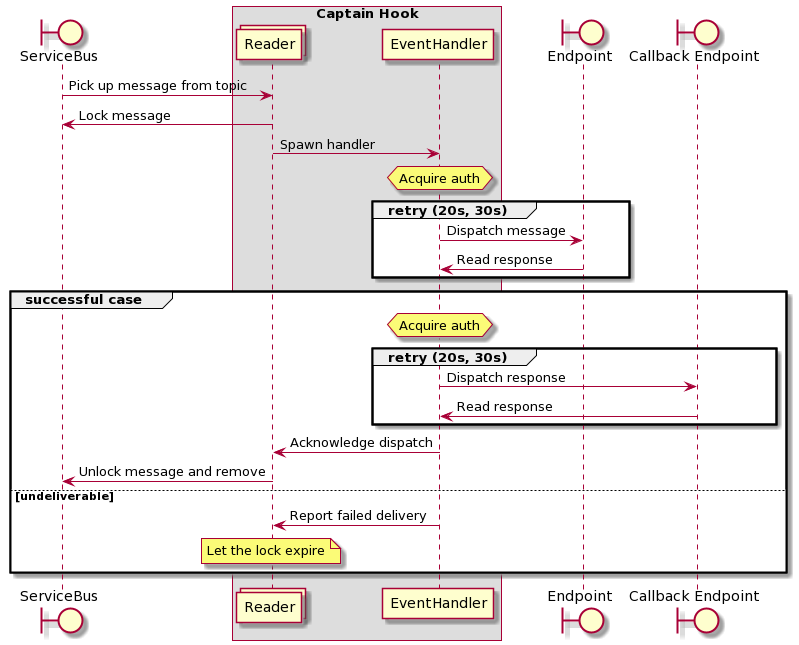 Captain Hook
ServiceBus
Reader
EventHandler
Endpoint
Callback Endpoint
Pick up message from topic
Lock message
Spawn handler
Acquire auth
retry (20s, 30s)
Dispatch message
Read response
successful case
Acquire auth
retry (20s, 30s)
Dispatch response
Read response
Acknowledge dispatch
Unlock message and remove
[undeliverable]
Report failed delivery
Let the lock expire
ServiceBus
Reader
EventHandler
Endpoint
Callback Endpoint